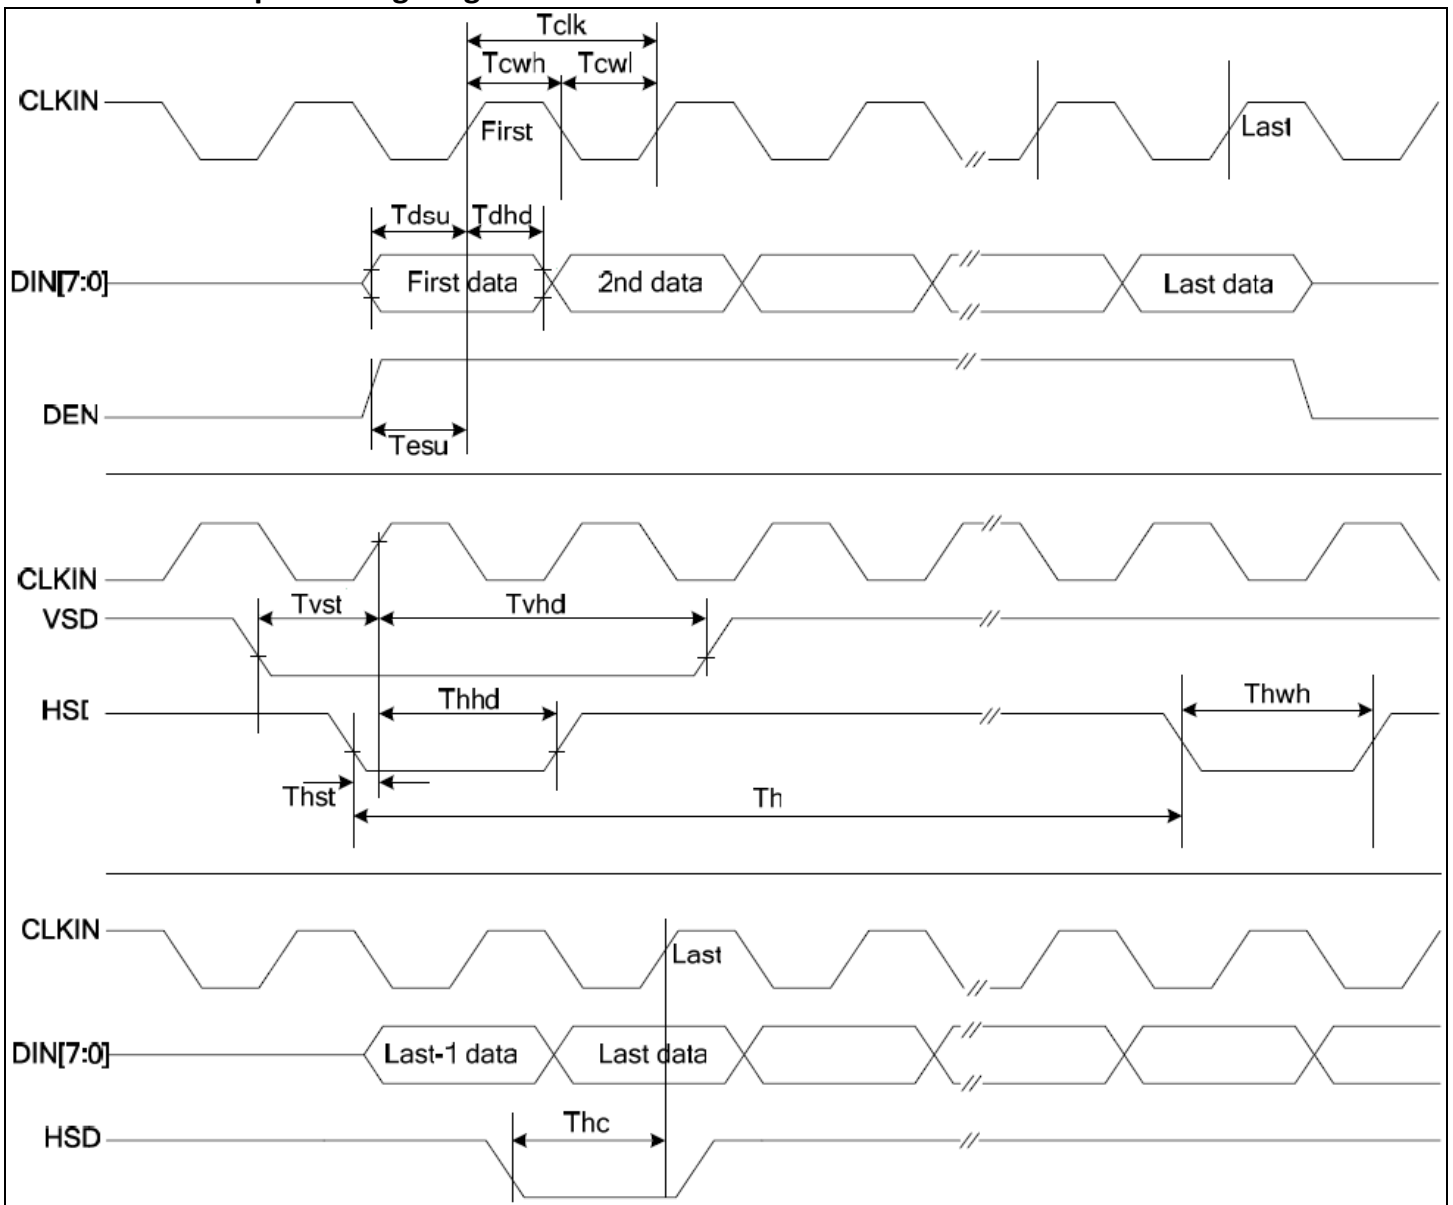 Tclk
Tcwh Tcwl
CLKIN
First
Last
Tdsu Tdhd
DIN[7:0]
First data
2nd data
Last data
DEN
Tesu
CLKIN
Tvst
Tvhd
VSD
HSD
Thhd
Thwh
Thst
Th
CLKIN
Last
DIN[7:0]
Last-1 data
Last data
HSD
Thc